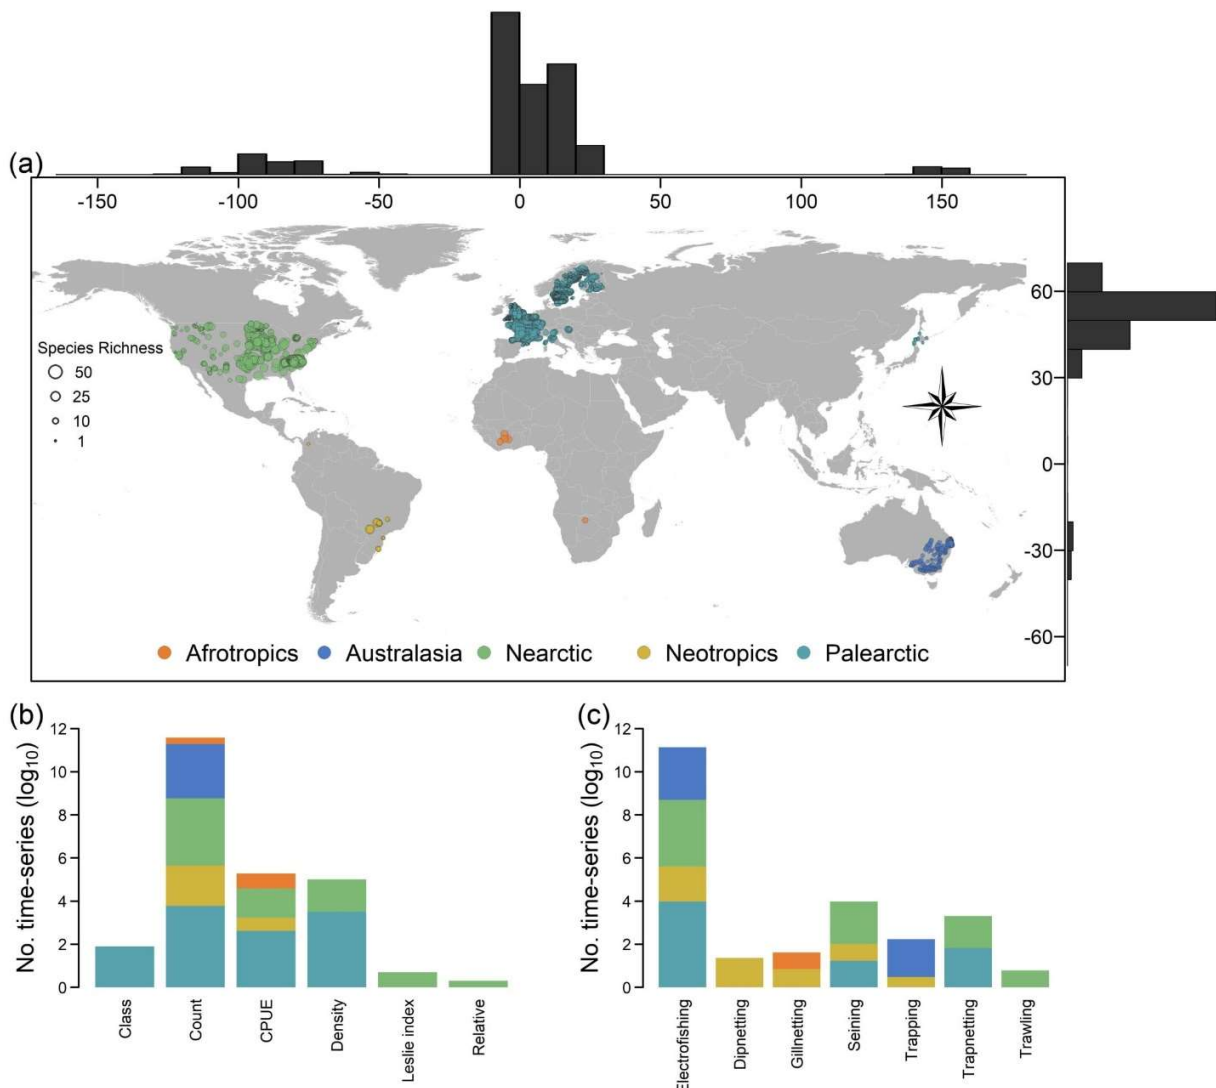 (a)
-150 -100 -50 0 50 100 150
60
Species Richness
50
25
10
1
30
0
-30
-60
Afrotropics Australasia Nearctic Neotropics Palearctic
(b)
(c)
No. time-series (log10)
12
10
8
6
4
2
0
Class
Count
CPUE
Density
Leslie index
Relative
No. time-series (log10)
12
10
8
6
4
2
0
Electrofishing
Dipnetting
Gillnetting
Seining
Trapping
Trapnetting
Trawling